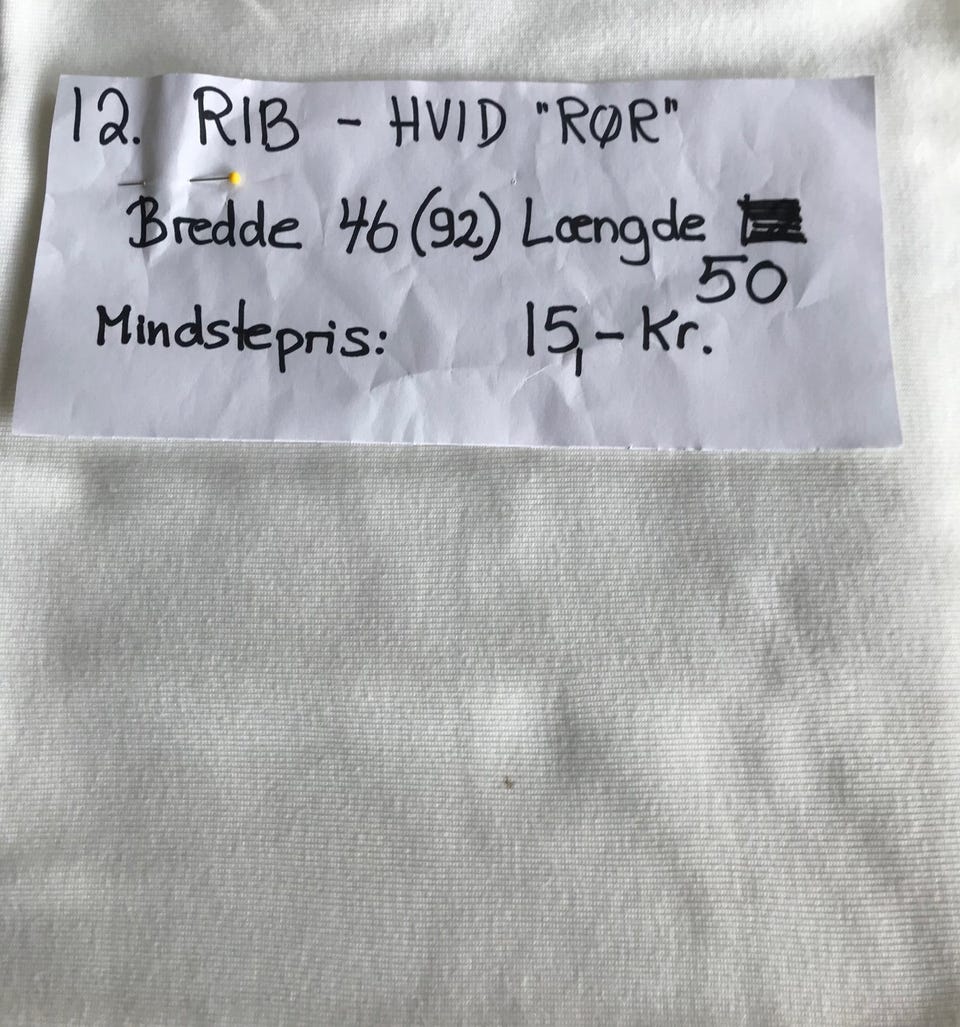 12. RIB - HVID "RØR"
Bredde 46 (92) Længde
50
Mindstepris: 15,- Kr.